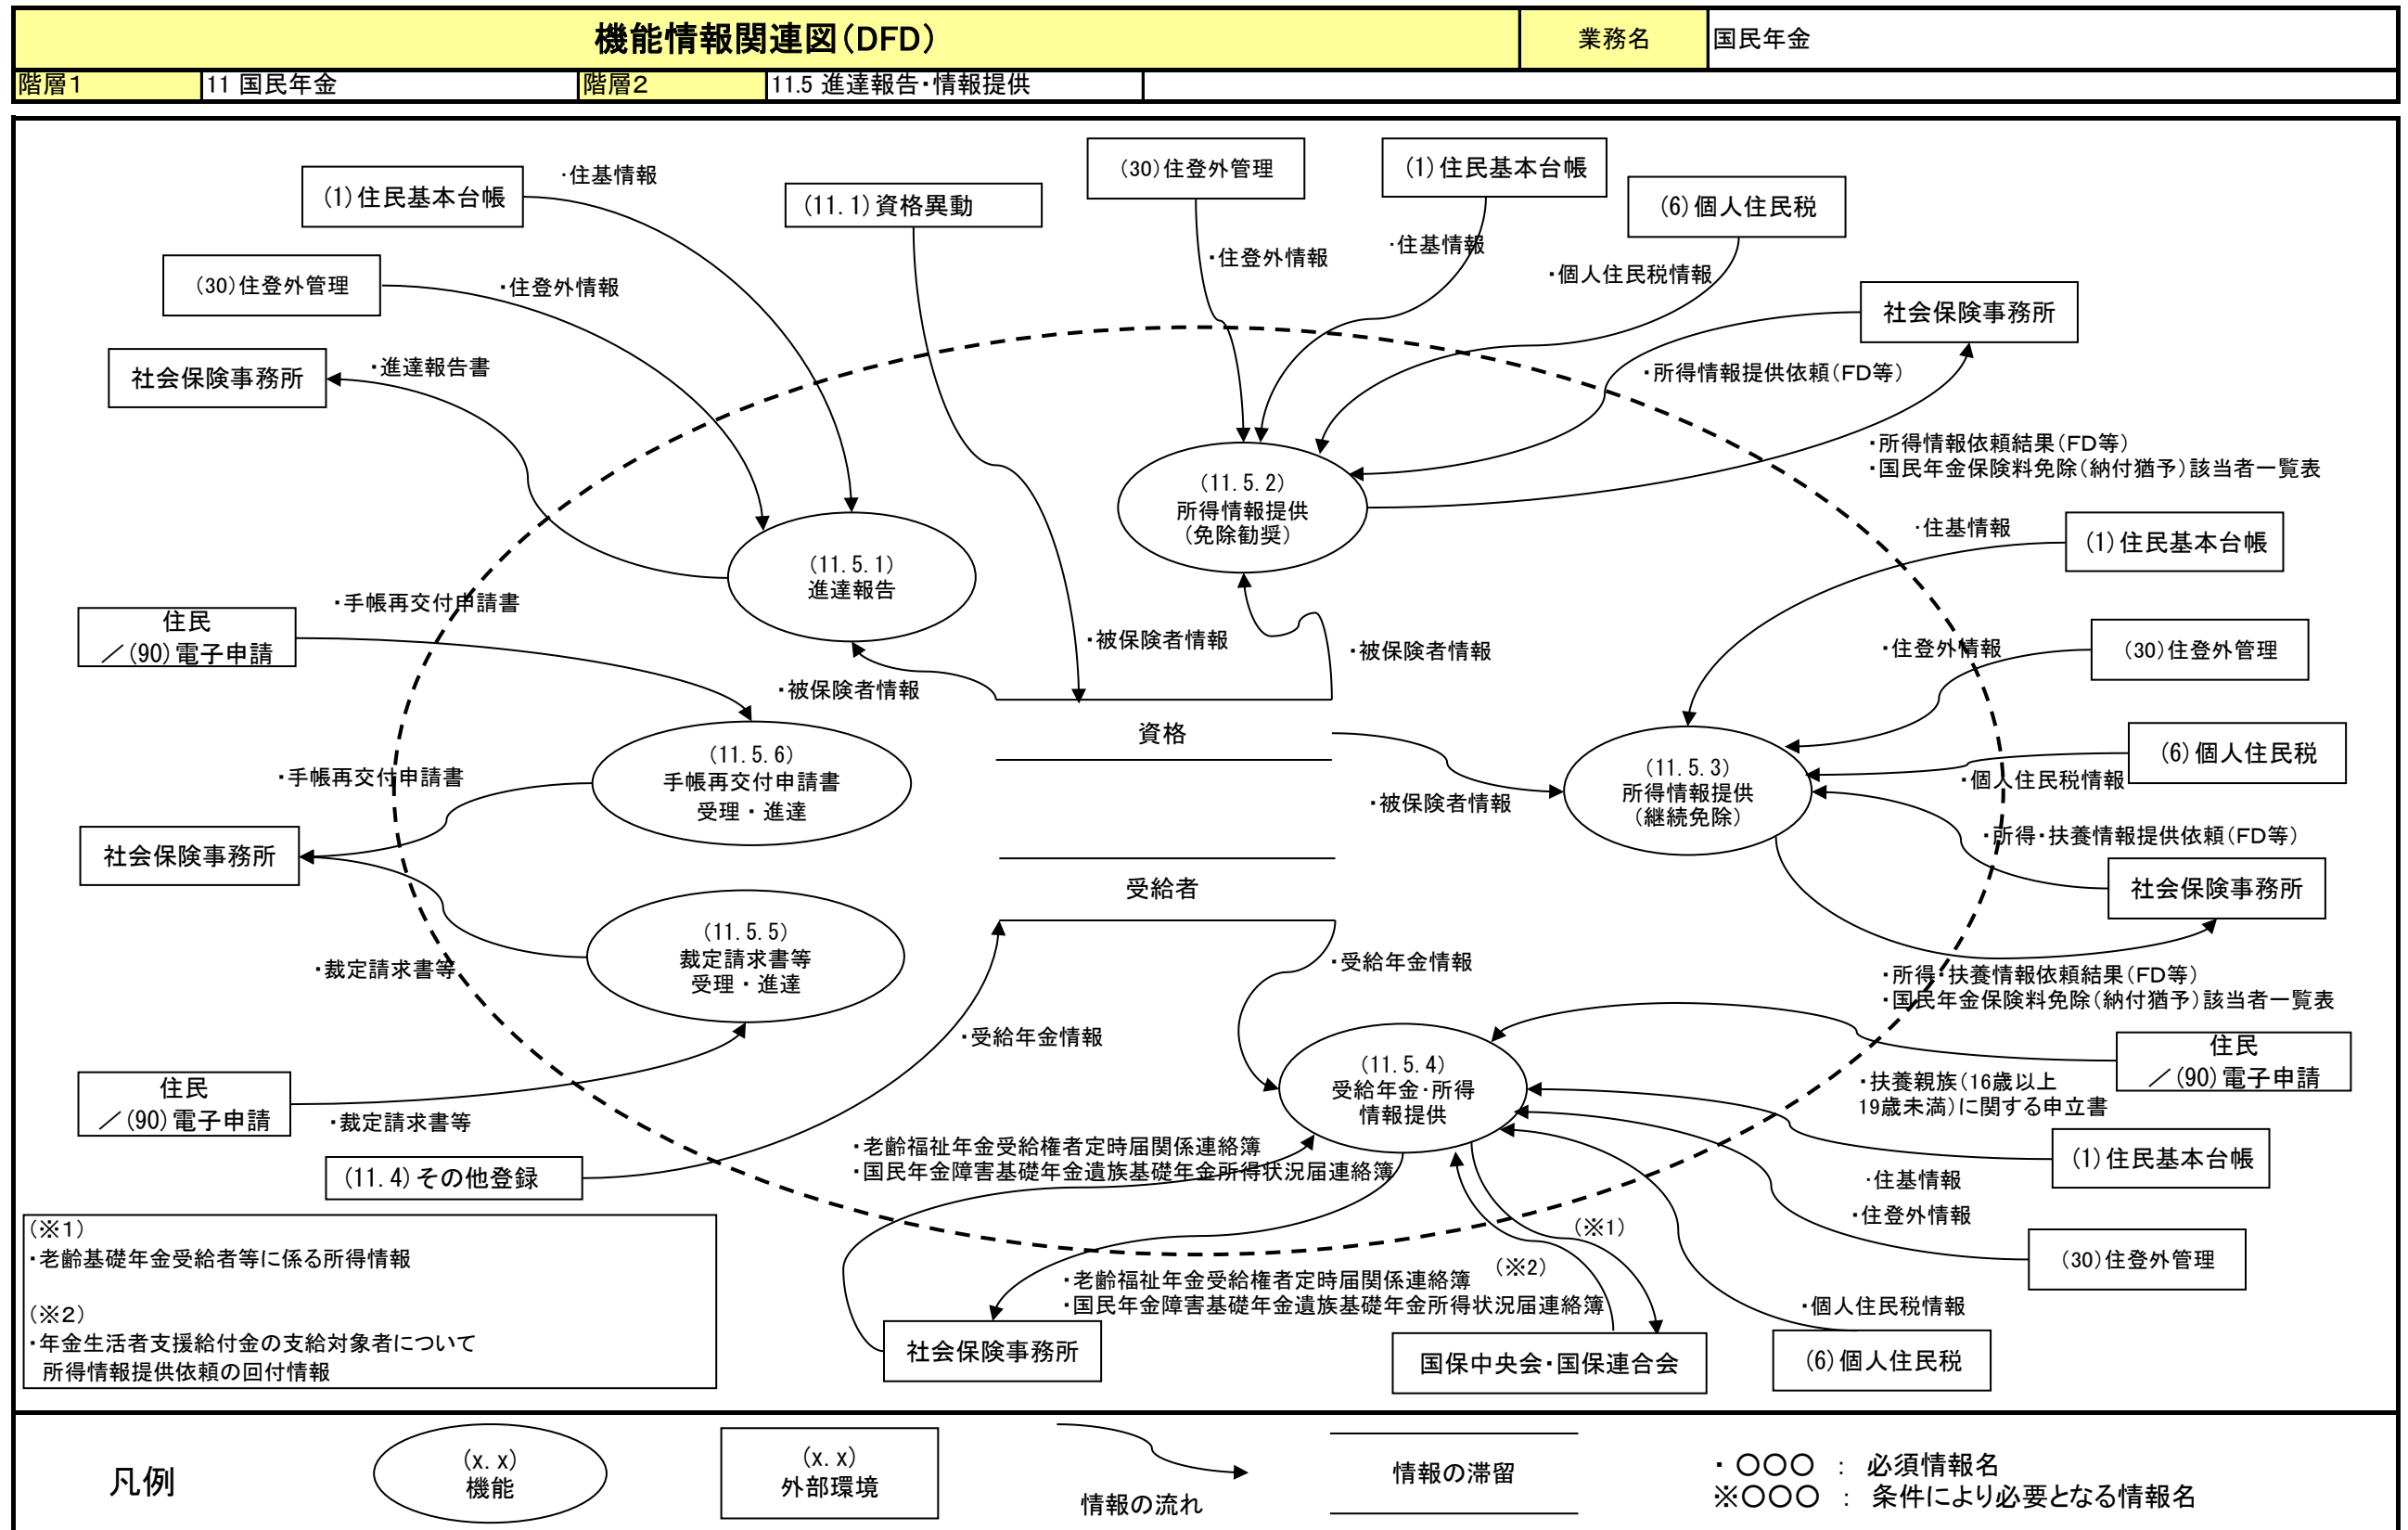 機能情報関連図(DFD)
業務名
国民年金
階層1
11 国民年金
階層2
11.5 進達報告・情報提供
(1)住民基本台帳
・住基情報
(11.1)資格異動
(30)住登外管理
(1)住民基本台帳
(6)個人住民税
(30)住登外管理
・住登外情報
・住登外情報
・住基情報
・個人住民税情報
社会保険事務所
社会保険事務所
・進達報告書
・所得情報提供依頼(FD等)
・所得情報依頼結果(FD等)
・国民年金保険料免除(納付猶予)該当者一覧表
(11.5.2)
所得情報提供
(免除勧奨)
・住基情報
(1)住民基本台帳
(11.5.1)
進達報告
・手帳再交付申請書
住民
／(90)電子申請
・被保険者情報
・被保険者情報
・被保険者情報
・住登外情報
(30)住登外管理
資格
(11.5.6)
手帳再交付申請書
受理・進達
・手帳再交付申請書
・被保険者情報
(11.5.3)
所得情報提供
(継続免除)
(6)個人住民税
・個人住民税情報
・所得・扶養情報提供依頼(FD等)
社会保険事務所
社会保険事務所
受給者
(11.5.5)
裁定請求書等
受理・進達
・裁定請求書等
・受給年金情報
・所得・扶養情報依頼結果(FD等)
・国民年金保険料免除(納付猶予)該当者一覧表
・受給年金情報
(11.5.4)
受給年金・所得
情報提供
住民
／(90)電子申請
・扶養親族(16歳以上
19歳未満)に関する申立書
住民
／(90)電子申請
・裁定請求書等
(11.4)その他登録
・老齢福祉年金受給権者定時届関係連絡簿
・国民年金障害基礎年金遺族基礎年金所得状況届連絡簿
(1)住民基本台帳
・住基情報
・住登外情報
(30)住登外管理
(※1)
(※2)
・老齢福祉年金受給権者定時届関係連絡簿
・国民年金障害基礎年金遺族基礎年金所得状況届連絡簿
・個人住民税情報
社会保険事務所
国保中央会・国保連合会
(6)個人住民税
(※1)
・老齢基礎年金受給者等に係る所得情報
(※2)
・年金生活者支援給付金の支給対象者について
所得情報提供依頼の回付情報
凡例
(x.x)
機能
(x.x)
外部環境
情報の流れ
情報の滞留
・ 〇〇〇 ： 必須情報名
※〇〇〇 ： 条件により必要となる情報名